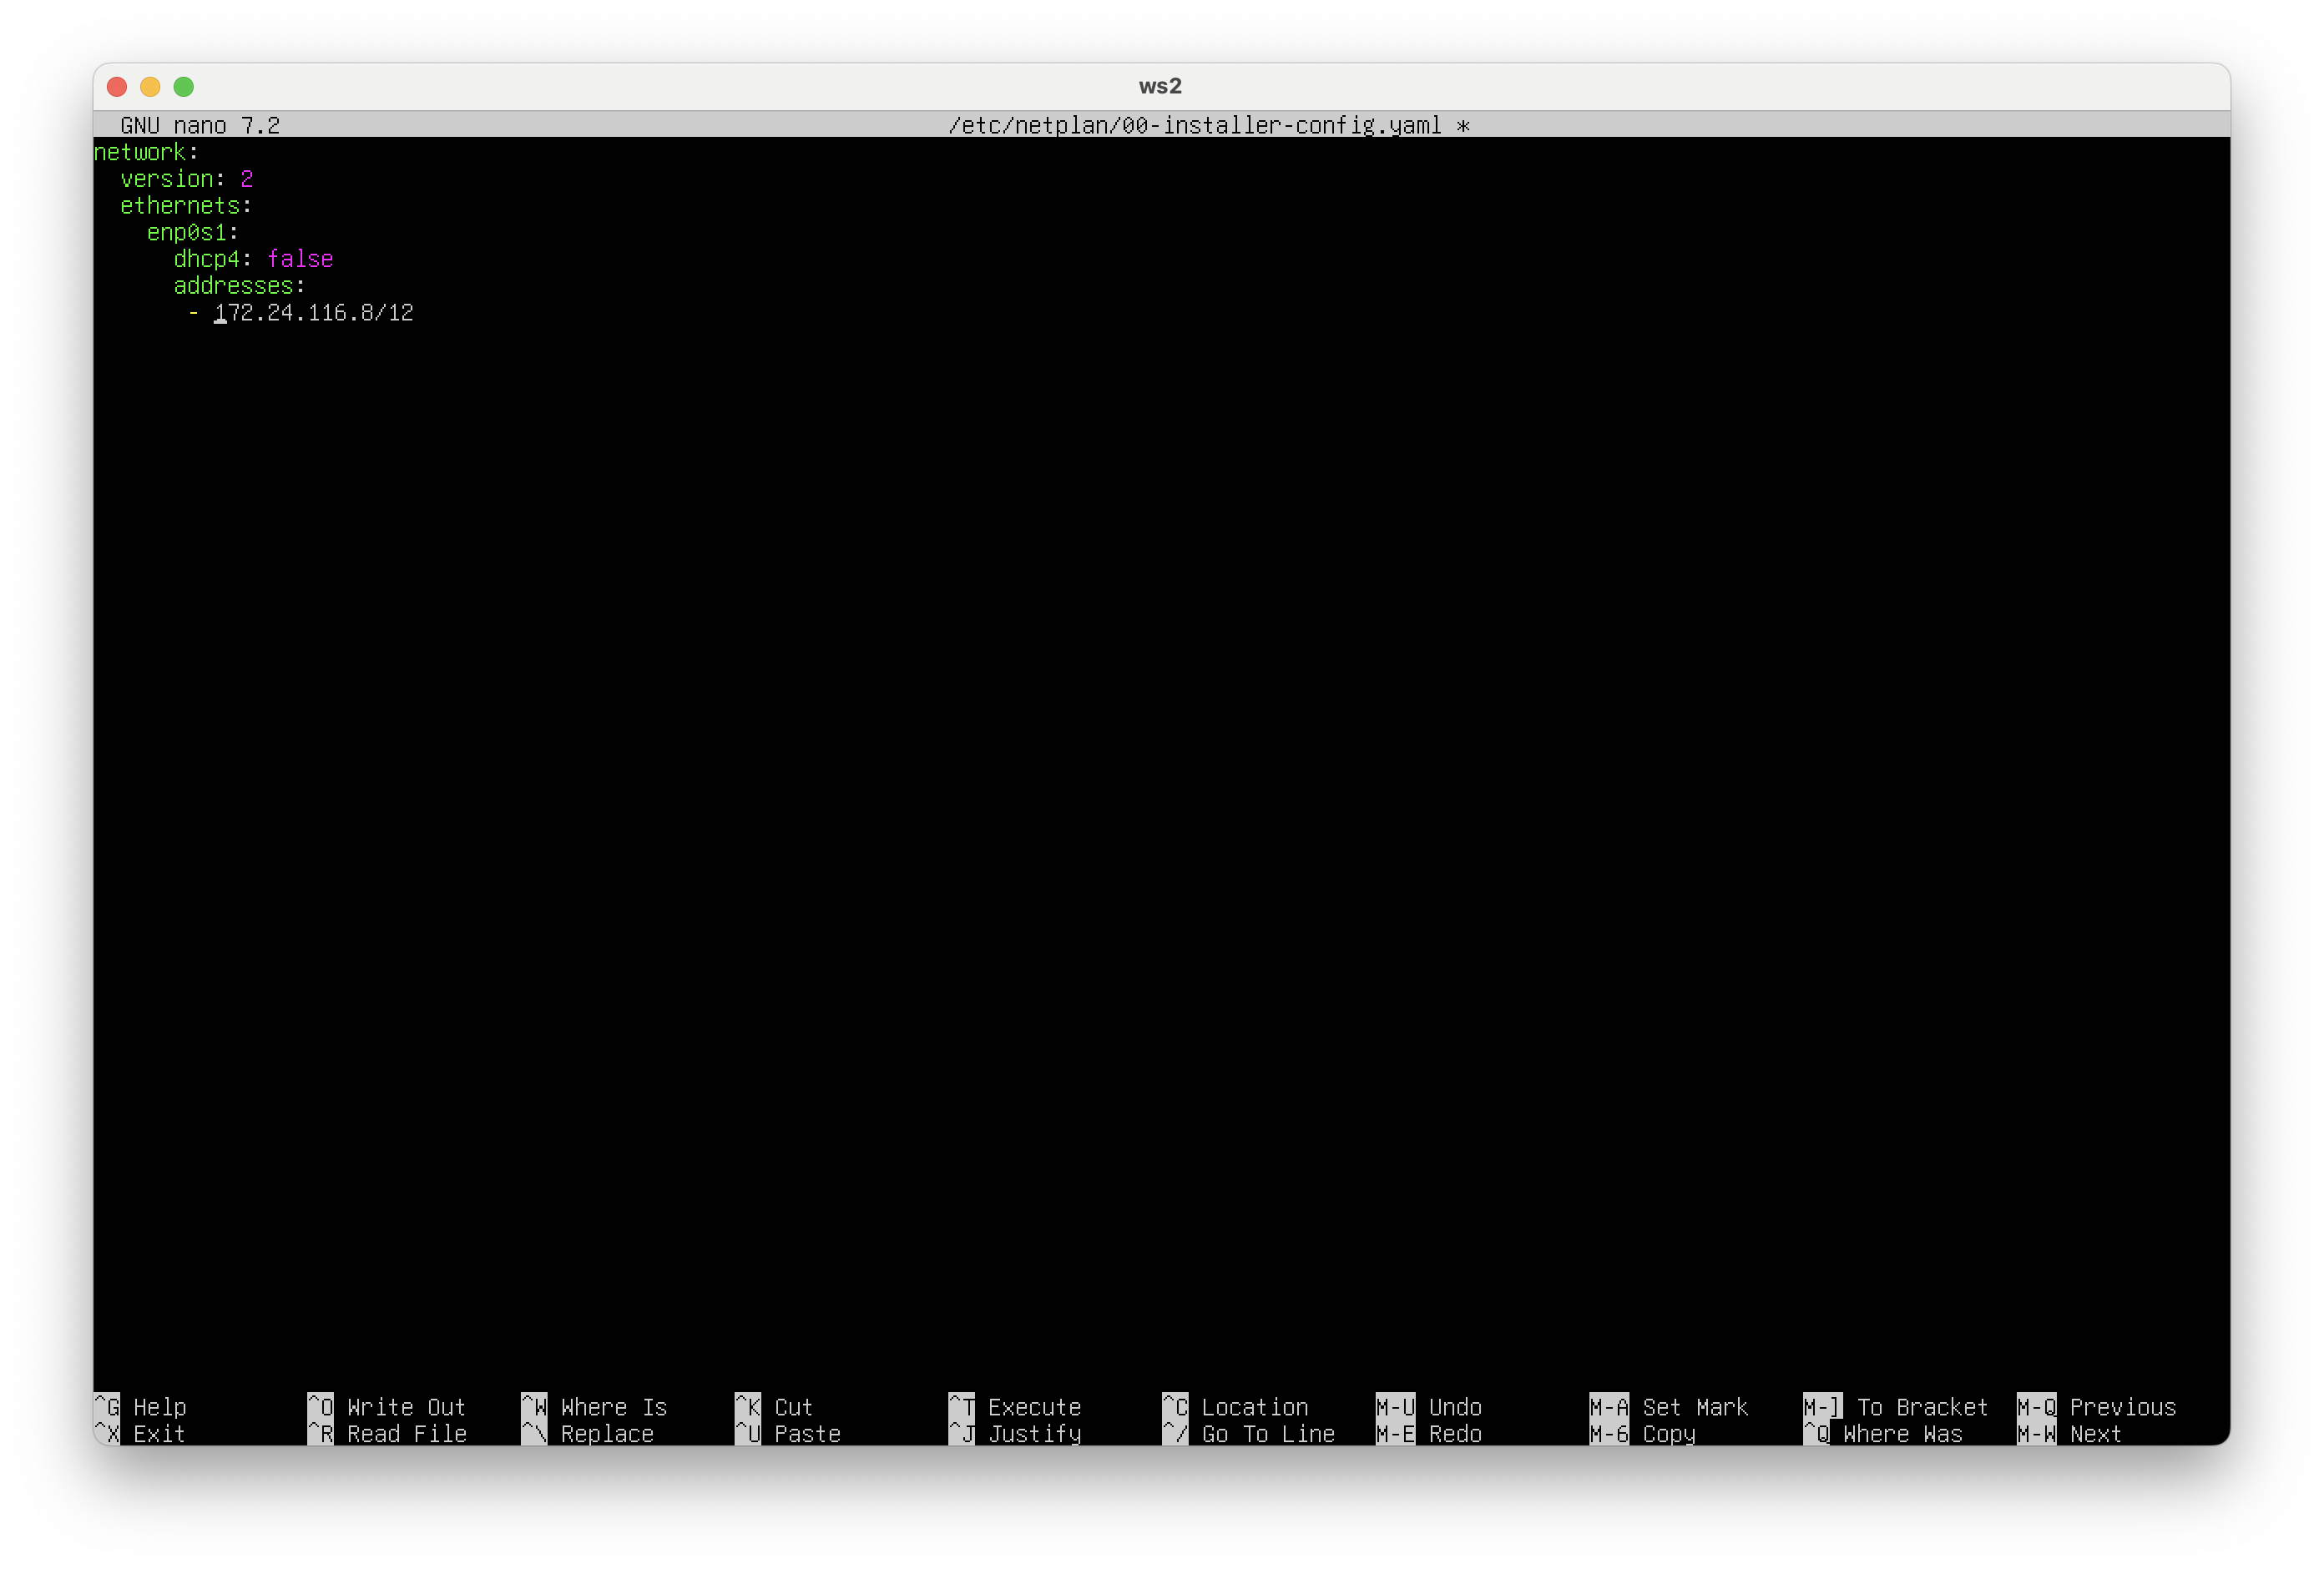 ws2
GNU nano 7.2 /etc/netplan/00-installer-config.yaml *
network:
  version: 2
  ethernets:
    enp0s1:
      dhcp4: false
      addresses:
       - 172.24.116.8/12
^G Help ^O Write Out ^W Where Is ^K Cut ^T Execute ^C Location M-U Undo M-A Set Mark M-] To Bracket M-Q Previous
^X Exit ^R Read File ^\ Replace ^U Paste ^J Justify ^/ Go To Line M-E Redo M-6 Copy ^Q Where Was M-W Next